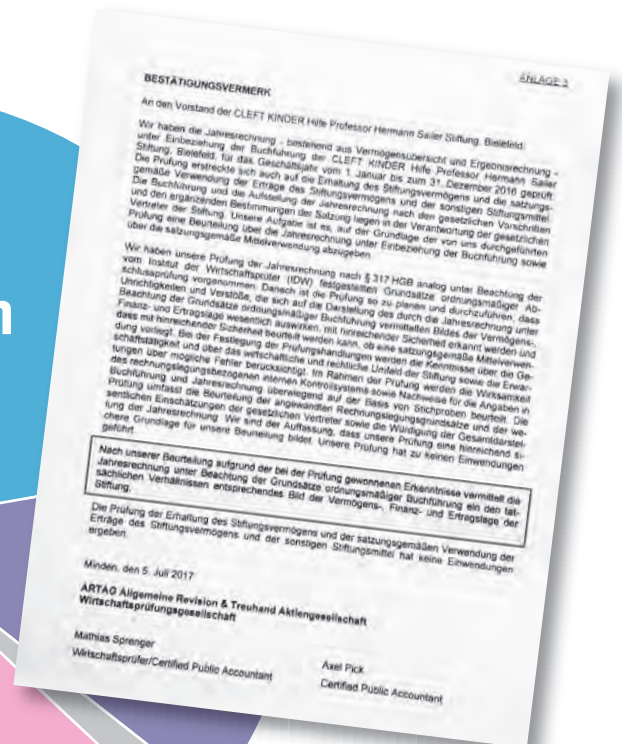 ANLAGE 3
BESTÄTIGUNGSVERMERK
An den Vorstand der CLEFT KINDER Hilfe Professor Hermann Sailer Stiftung, Bielefeld:
Wir haben die Jahresrechnung - bestehend aus Vermögensübersicht und Ergebnisrechnung -
unter Einbeziehung der Buchführung der CLEFT KINDER Hilfe Professor Hermann Sailer
Stiftung, Bielefeld, für das Geschäftsjahr vom 1. Januar bis zum 31. Dezember 2016 geprüft.
Die Prüfung erstreckte sich auch auf die Erhaltung des Stiftungsvermögens und die satzungs-
gemäße Verwendung der Erträge des Stiftungsvermögens und der sonstigen Stiftungsmittel.
Die Buchführung und die Aufstellung der Jahresrechnung nach den gesetzlichen Vorschriften
und den ergänzenden Bestimmungen der Satzung liegen in der Verantwortung der gesetzlichen
Vertreter der Stiftung. Unsere Aufgabe ist es, auf der Grundlage der von uns durchgeführten
Prüfung eine Beurteilung über die Jahresrechnung unter Einbeziehung der Buchführung sowie
über die satzungsgemäße Mittelverwendung abzugeben.
Wir haben unsere Prüfung der Jahresrechnung nach § 317 HGB analog unter Beachtung der
vom Institut der Wirtschaftsprüfer (IDW) festgestellten Grundsätze ordnungsmäßiger Ab-
schlussprüfung vorgenommen. Danach ist die Prüfung so zu planen und durchzuführen, dass
Unrichtigkeiten und Verstöße, die sich auf die Darstellung des durch die Jahresrechnung unter
Beachtung der Grundsätze ordnungsmäßiger Buchführung vermittelten Bildes der Vermögens-,
Finanz- und Ertragslage wesentlich auswirken, mit hinreichender Sicherheit erkannt werden und
dass mit hinreichender Sicherheit beurteilt werden kann, ob eine satzungsgemäße Mittelverwen-
dung vorliegt. Bei der Festlegung der Prüfungshandlungen werden die Kenntnisse über die Ge-
schäftstätigkeit und über das wirtschaftliche und rechtliche Umfeld der Stiftung sowie die Erwar-
tungen über mögliche Fehler berücksichtigt. Im Rahmen der Prüfung werden die Wirksamkeit
des rechnungslegungsbezogenen internen Kontrollsystems sowie Nachweise für die Angaben in
Buchführung und Jahresrechnung überwiegend auf der Basis von Stichproben beurteilt. Die
Prüfung umfasst die Beurteilung der angewandten Rechnungslegungsgrundsätze und der we-
sentlichen Einschätzungen der gesetzlichen Vertreter sowie die Würdigung der Gesamtdarstel-
lung der Jahresrechnung. Wir sind der Auffassung, dass unsere Prüfung eine hinreichend si-
chere Grundlage für unsere Beurteilung bildet. Unsere Prüfung hat zu keinen Einwendungen
geführt.
Nach unserer Beurteilung aufgrund der bei der Prüfung gewonnenen Erkenntnisse vermittelt die
Jahresrechnung unter Beachtung der Grundsätze ordnungsmäßiger Buchführung ein den tat-
sächlichen Verhältnissen entsprechendes Bild der Vermögens-, Finanz- und Ertragslage der
Stiftung.
Die Prüfung der Erhaltung des Stiftungsvermögens und der satzungsgemäßen Verwendung der
Erträge des Stiftungsvermögens und der sonstigen Stiftungsmittel hat keine Einwendungen
ergeben.
Minden, den 5. Juli 2017
ARTAG Allgemeine Revision & Treuhand Aktiengesellschaft
Wirtschaftsprüfungsgesellschaft
Mathias Sprenger
Wirtschaftsprüfer/Certified Public Accountant
Axel Pick
Certified Public Accountant